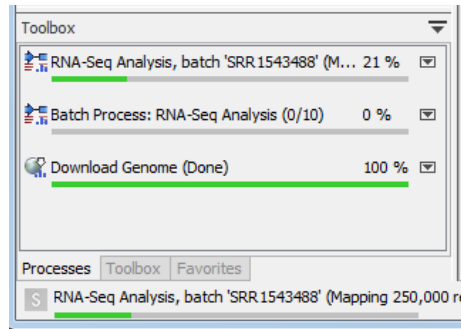 Toolbox
RNA-Seq Analysis, batch 'SRR1543488' (M... 21 %
Batch Process: RNA-Seq Analysis (0/10) 0 %
Download Genome (Done) 100 %
Processes Toolbox Favorites
S RNA-Seq Analysis, batch 'SRR1543488' (Mapping 250,000 re